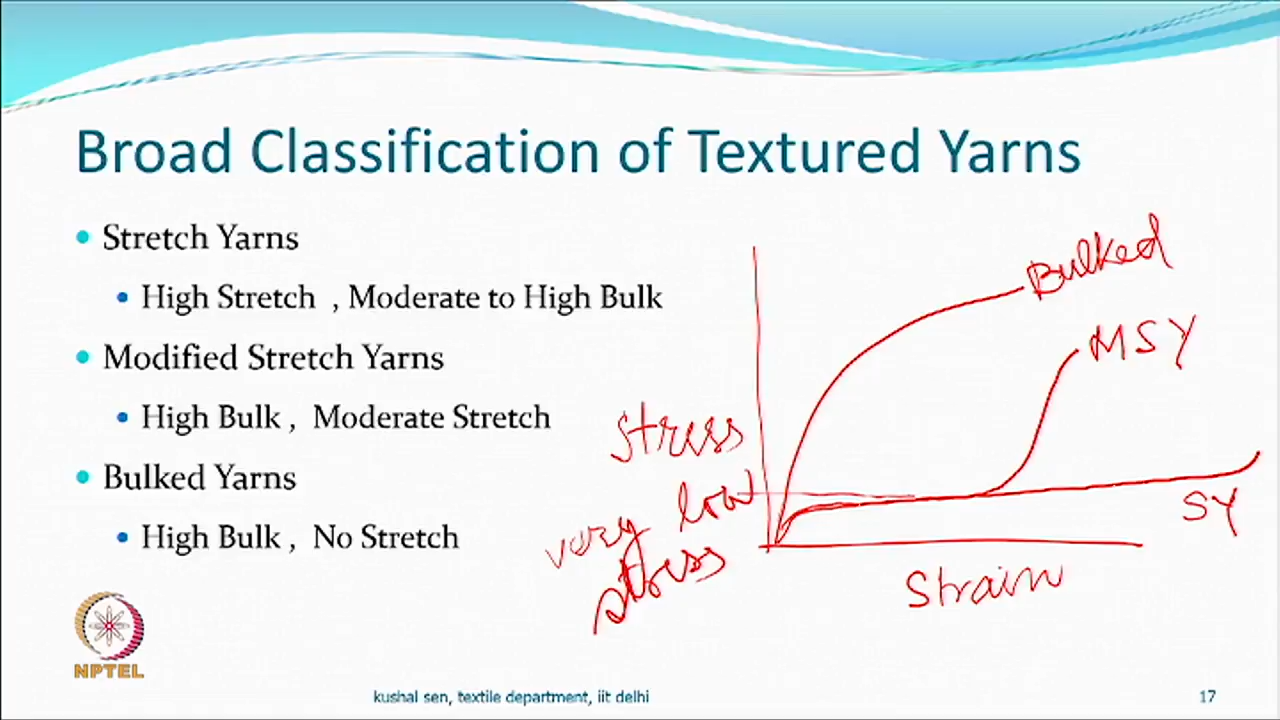 Broad Classification of Textured Yarns
• Stretch Yarns
• High Stretch , Moderate to High Bulk
• Modified Stretch Yarns
• High Bulk , Moderate Stretch
• Bulked Yarns
• High Bulk , No Stretch
Bulked
MSY
Stress
very low
stress
SY
Strain
NPTEL
kushal sen, textile department, iit delhi
17